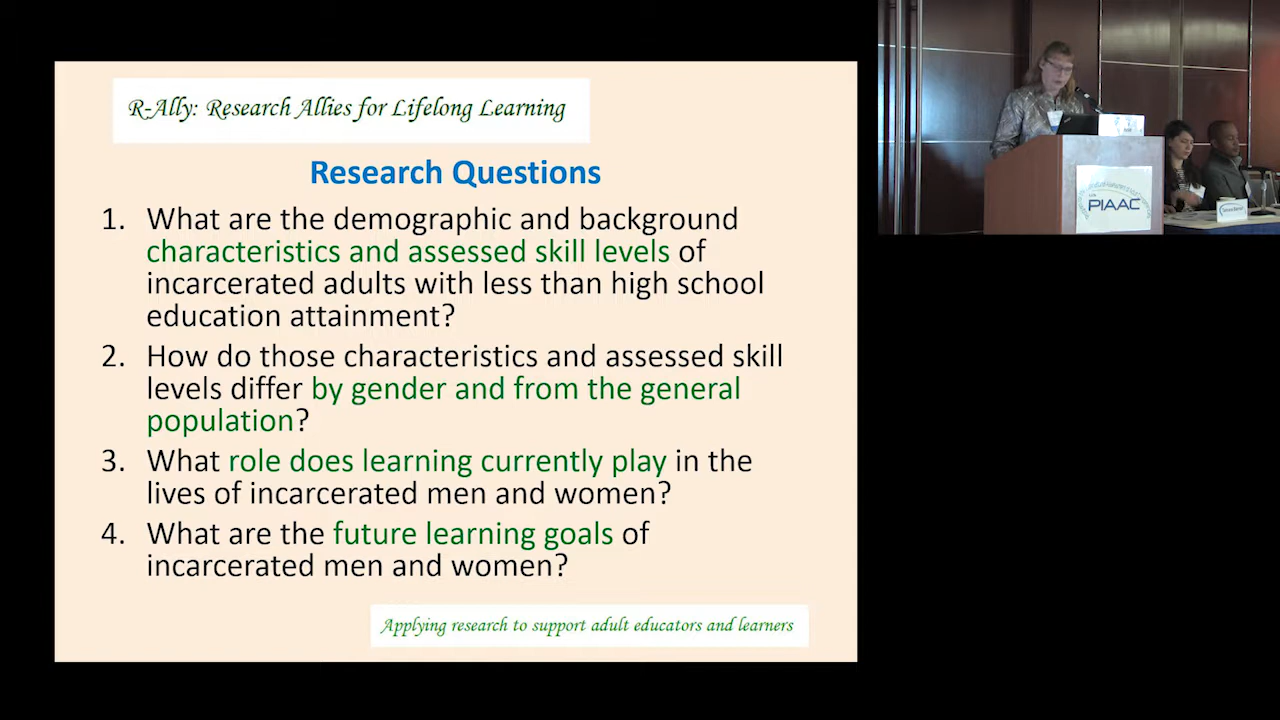 R-Ally: Research Allies for Lifelong Learning
Research Questions
1. What are the demographic and background
characteristics and assessed skill levels of
incarcerated adults with less than high school
education attainment?
2. How do those characteristics and assessed skill
levels differ by gender and from the general
population?
3. What role does learning currently play in the
lives of incarcerated men and women?
4. What are the future learning goals of
incarcerated men and women?
Applying research to support adult educators and learners
PIAAC